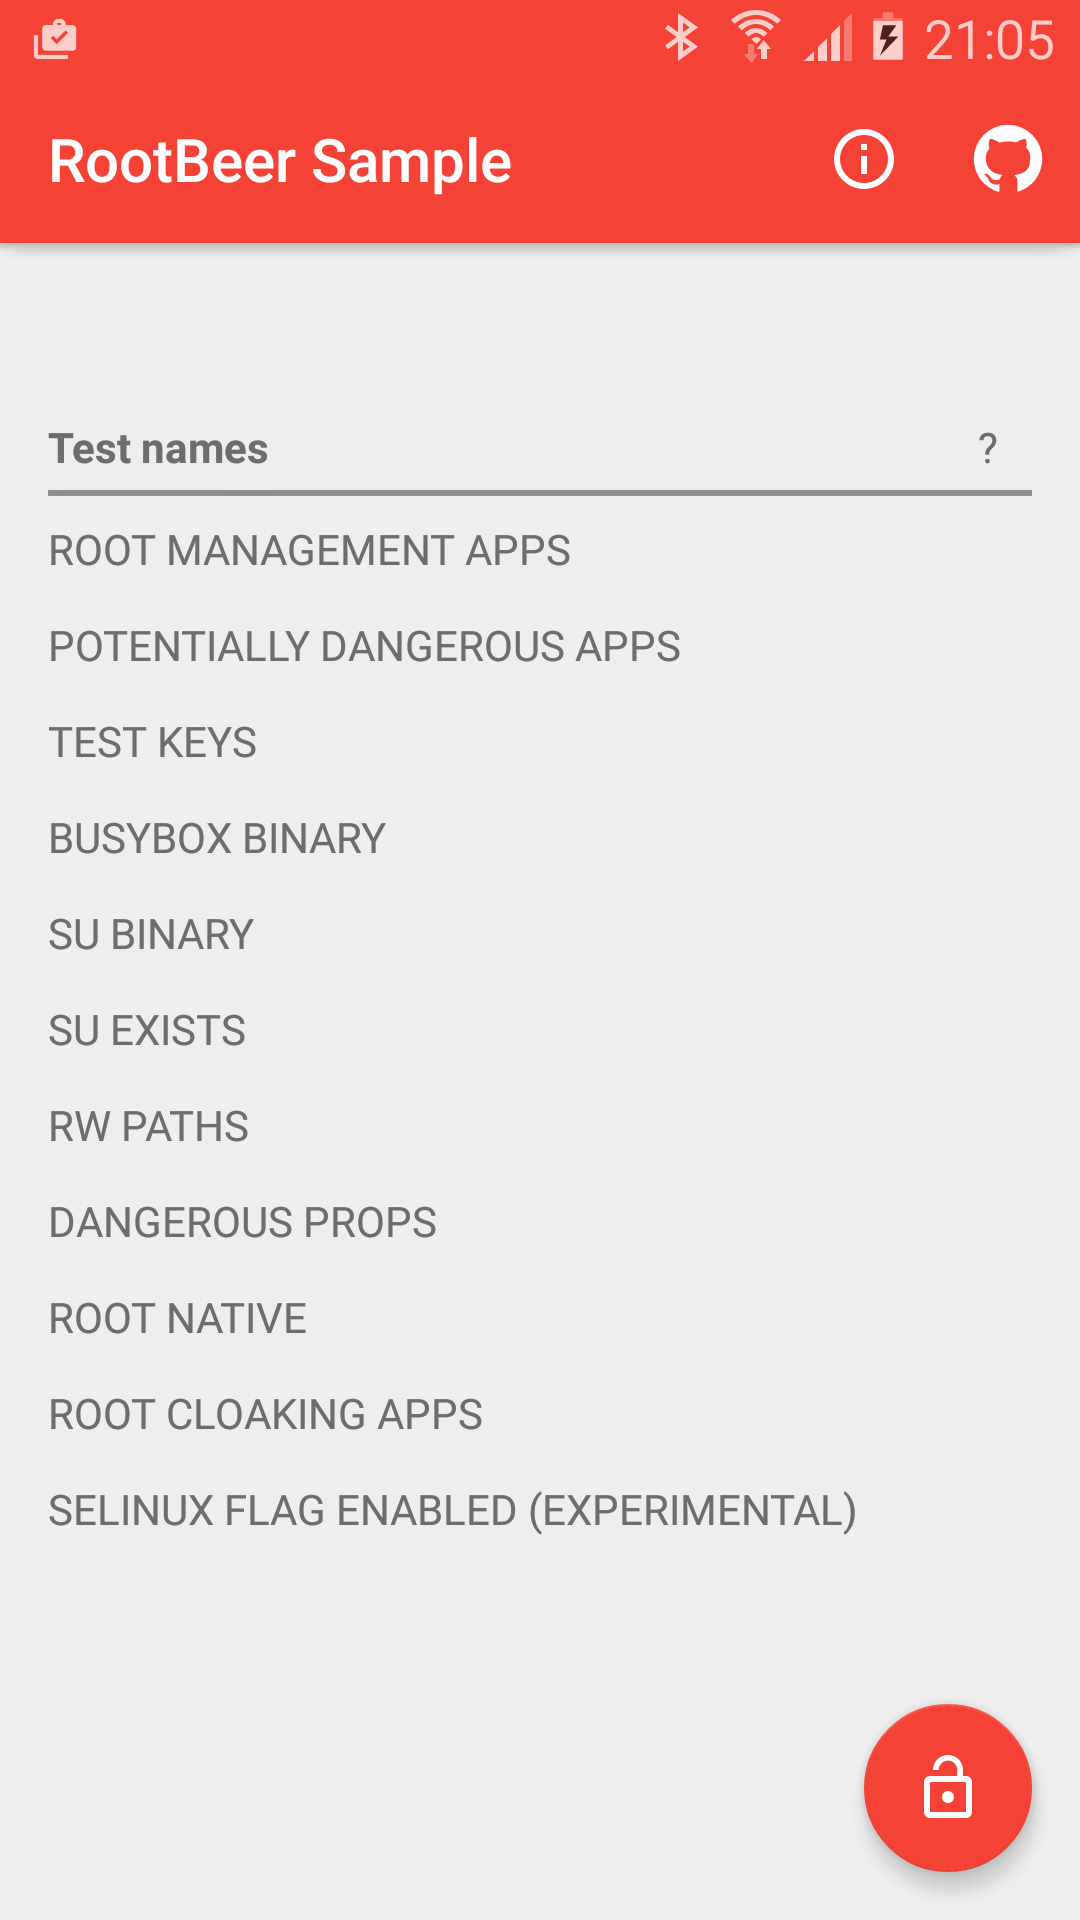 21:05
RootBeer Sample
Test names ?
ROOT MANAGEMENT APPS
POTENTIALLY DANGEROUS APPS
TEST KEYS
BUSYBOX BINARY
SU BINARY
SU EXISTS
RW PATHS
DANGEROUS PROPS
ROOT NATIVE
ROOT CLOAKING APPS
SELINUX FLAG ENABLED (EXPERIMENTAL)